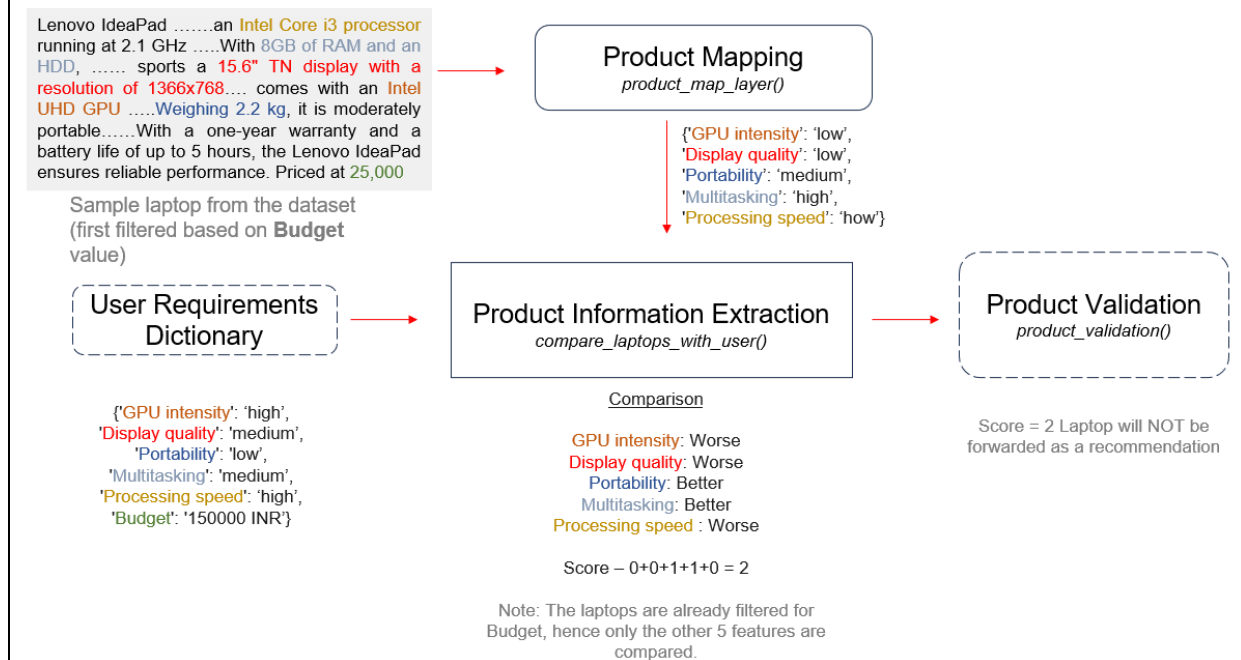 Lenovo IdeaPad .......an Intel Core i3 processor
running at 2.1 GHz .....With 8GB of RAM and an
HDD, ...... sports a 15.6" TN display with a
resolution of 1366x768.... comes with an Intel
UHD GPU .....Weighing 2.2 kg, it is moderately
portable......With a one-year warranty and a
battery life of up to 5 hours, the Lenovo IdeaPad
ensures reliable performance. Priced at 25,000
Sample laptop from the dataset
(first filtered based on Budget
value)
Product Mapping
product_map_layer()
{'GPU intensity': 'low',
'Display quality': 'low',
'Portability': 'medium',
'Multitasking': 'high',
'Processing speed': 'how'}
User Requirements
Dictionary
{'GPU intensity': 'high',
'Display quality': 'medium',
'Portability': 'low',
'Multitasking': 'medium',
'Processing speed': 'high',
'Budget': '150000 INR'}
Product Information Extraction
compare_laptops_with_user()
Comparison
GPU intensity: Worse
Display quality: Worse
Portability: Better
Multitasking: Better
Processing speed : Worse
Score – 0+0+1+1+0 = 2
Note: The laptops are already filtered for
Budget, hence only the other 5 features are
compared.
Product Validation
product_validation()
Score = 2 Laptop will NOT be
forwarded as a recommendation